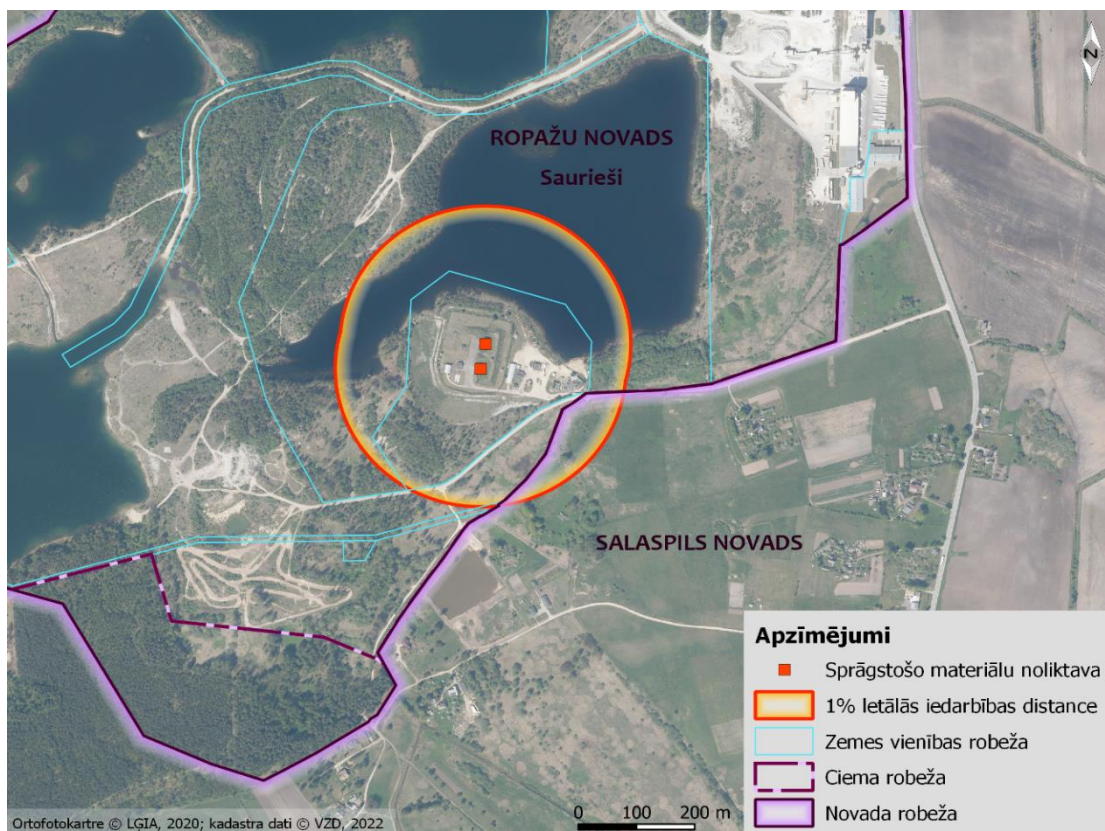 Z
ROPAŽU NOVADS
Saurieši
SALASPILS NOVADS
Apzīmējumi
Sprāgstošo materiālu noliktava
1% letālās iedarbības distance
Zemes vienības robeža
Ciema robeža
Novada robeža
0 100 200 m
Ortofotokartre © LĢIA, 2020; kadastra dati © VZD, 2022